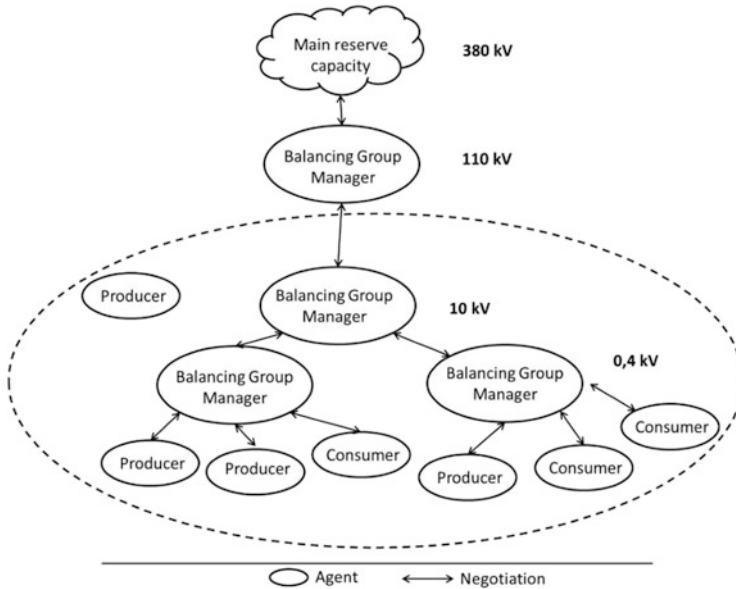 Main reserve
capacity
380 kV
Balancing Group
Manager
110 kV
Producer
Balancing Group
Manager
10 kV
Balancing Group
Manager
Balancing Group
Manager
0,4 kV
Consumer
Producer
Producer
Consumer
Producer
Consumer
Agent
Negotiation